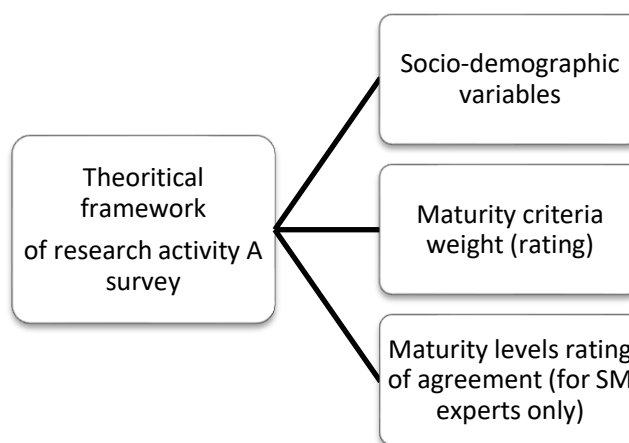 Theoritical
framework
of research activity A
survey
Socio-demographic
variables
Maturity criteria
weight (rating)
Maturity levels rating
of agreement (for SM
experts only)